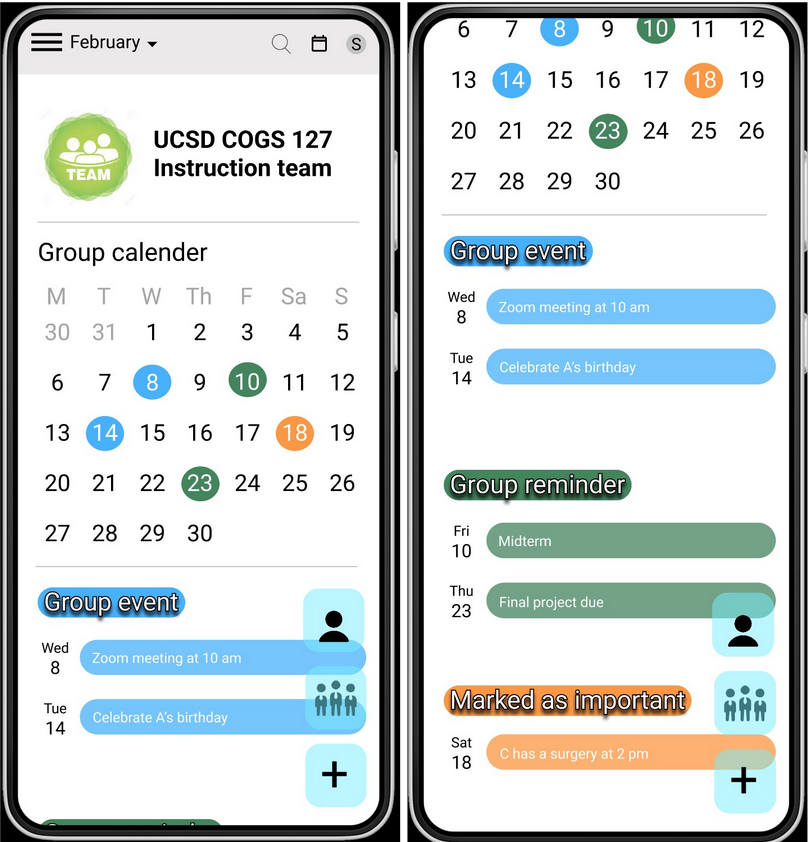 February
S
TEAM
UCSD COGS 127
Instruction team
Group calender
M T W Th F Sa S
30 31 1 2 3 4 5
6 7 8 9 10 11 12
13 14 15 16 17 18 19
20 21 22 23 24 25 26
27 28 29 30
Group event
Wed
8
Zoom meeting at 10 am
Tue
14
Celebrate A's birthday
6 7 8 9 10 11 12
13 14 15 16 17 18 19
20 21 22 23 24 25 26
27 28 29 30
Group event
Wed
8
Zoom meeting at 10 am
Tue
14
Celebrate A's birthday
Group reminder
Fri
10
Midterm
Thu
23
Final project due
Marked as important
Sat
18
C has a surgery at 2 pm